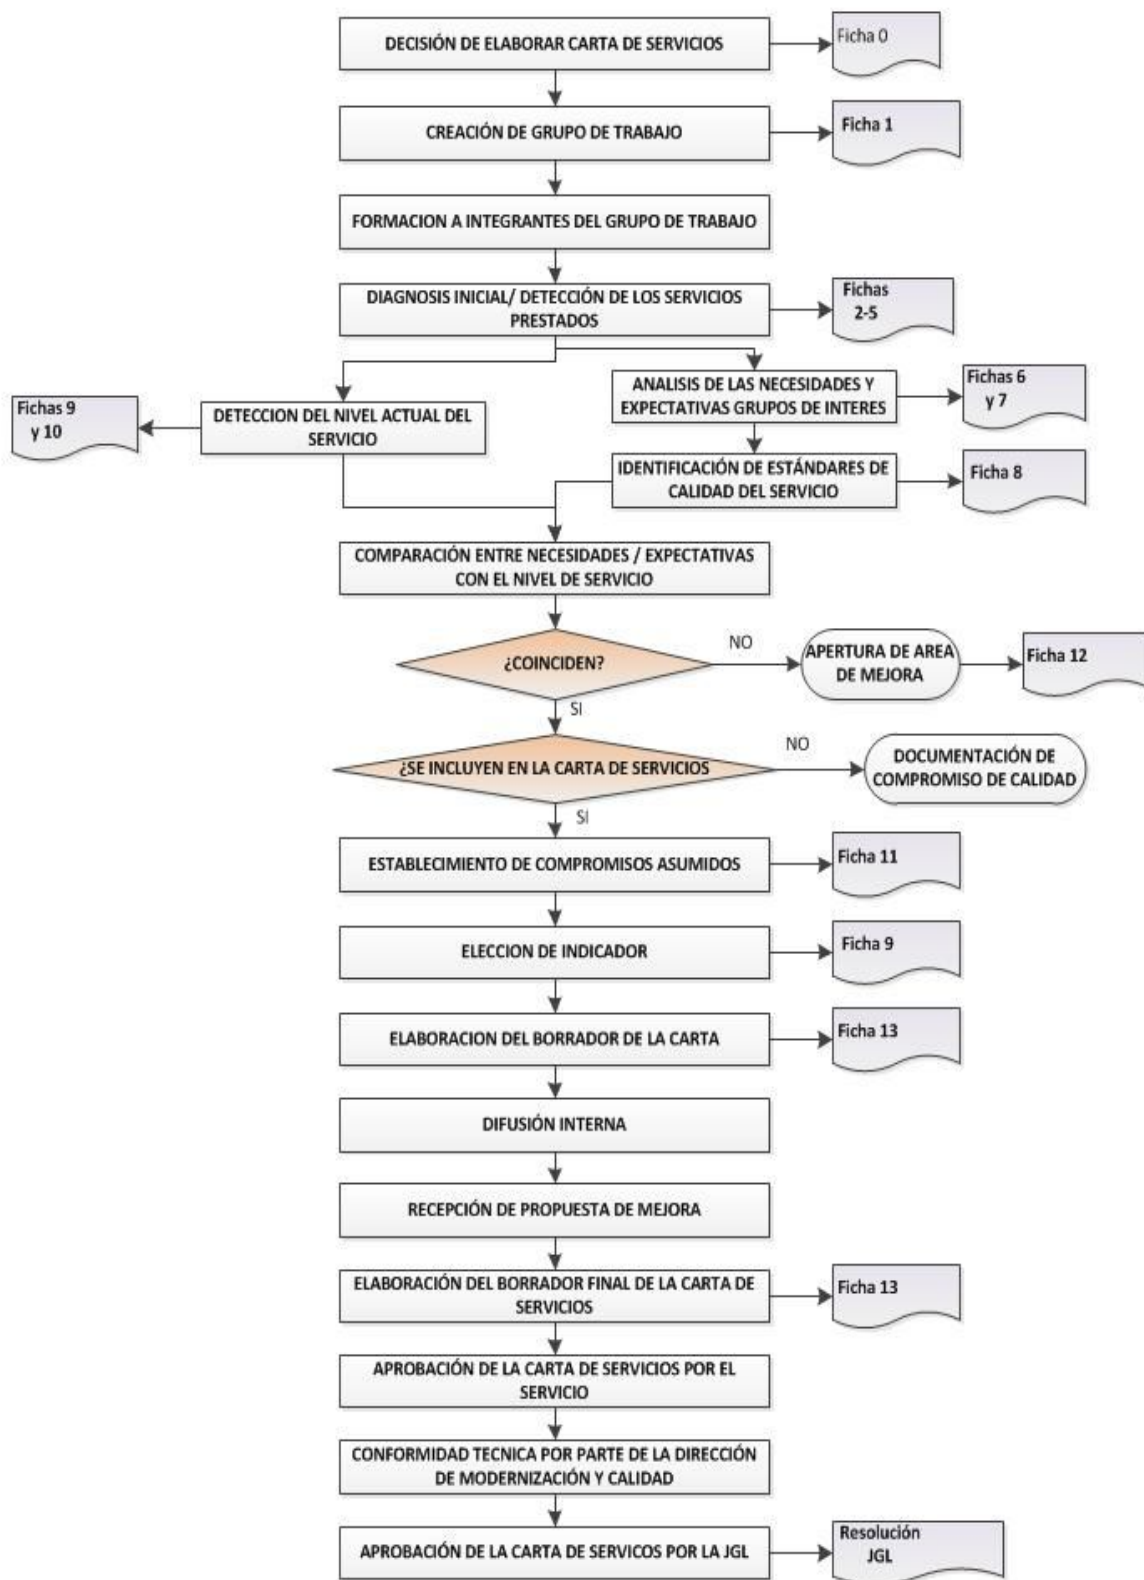 DECISIÓN DE ELABORAR CARTA DE SERVICIOS
Ficha 0
CREACIÓN DE GRUPO DE TRABAJO
Ficha 1
FORMACION A INTEGRANTES DEL GRUPO DE TRABAJO
DIAGNOSIS INICIAL/ DETECCIÓN DE LOS SERVICIOS
PRESTADOS
Fichas
2-5
ANALISIS DE LAS NECESIDADES Y
EXPECTATIVAS GRUPOS DE INTERES
Fichas 6
y 7
Fichas 9
y 10
DETECCION DEL NIVEL ACTUAL DEL
SERVICIO
IDENTIFICACIÓN DE ESTÁNDARES DE
CALIDAD DEL SERVICIO
Ficha 8
COMPARACIÓN ENTRE NECESIDADES / EXPECTATIVAS
CON EL NIVEL DE SERVICIO
¿COINCIDEN?
NO
APERTURA DE AREA
DE MEJORA
Ficha 12
SI
¿SE INCLUYEN EN LA CARTA DE SERVICIOS
NO
DOCUMENTACIÓN DE
COMPROMISO DE CALIDAD
SI
ESTABLECIMIENTO DE COMPROMISOS ASUMIDOS
Ficha 11
ELECCION DE INDICADOR
Ficha 9
ELABORACION DEL BORRADOR DE LA CARTA
Ficha 13
DIFUSIÓN INTERNA
RECEPCIÓN DE PROPUESTA DE MEJORA
ELABORACIÓN DEL BORRADOR FINAL DE LA CARTA DE
SERVICIOS
Ficha 13
APROBACIÓN DE LA CARTA DE SERVICIOS POR EL
SERVICIO
CONFORMIDAD TECNICA POR PARTE DE LA DIRECCIÓN
DE MODERNIZACIÓN Y CALIDAD
APROBACIÓN DE LA CARTA DE SERVICOS POR LA JGL
Resolución
JGL